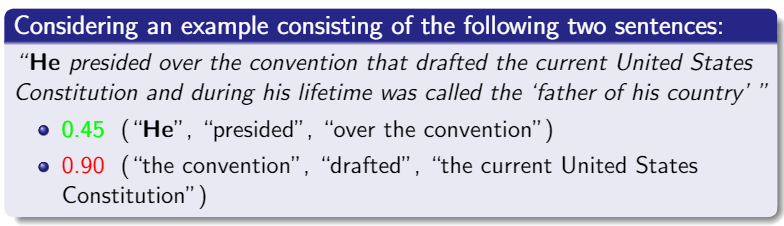 Considering an example consisting of the following two sentences:
“He presided over the convention that drafted the current United States
Constitution and during his lifetime was called the ‘father of his country’ ”
0.45 (“He”, “presided”, “over the convention”)
0.90 (“the convention”, “drafted”, “the current United States
Constitution”)